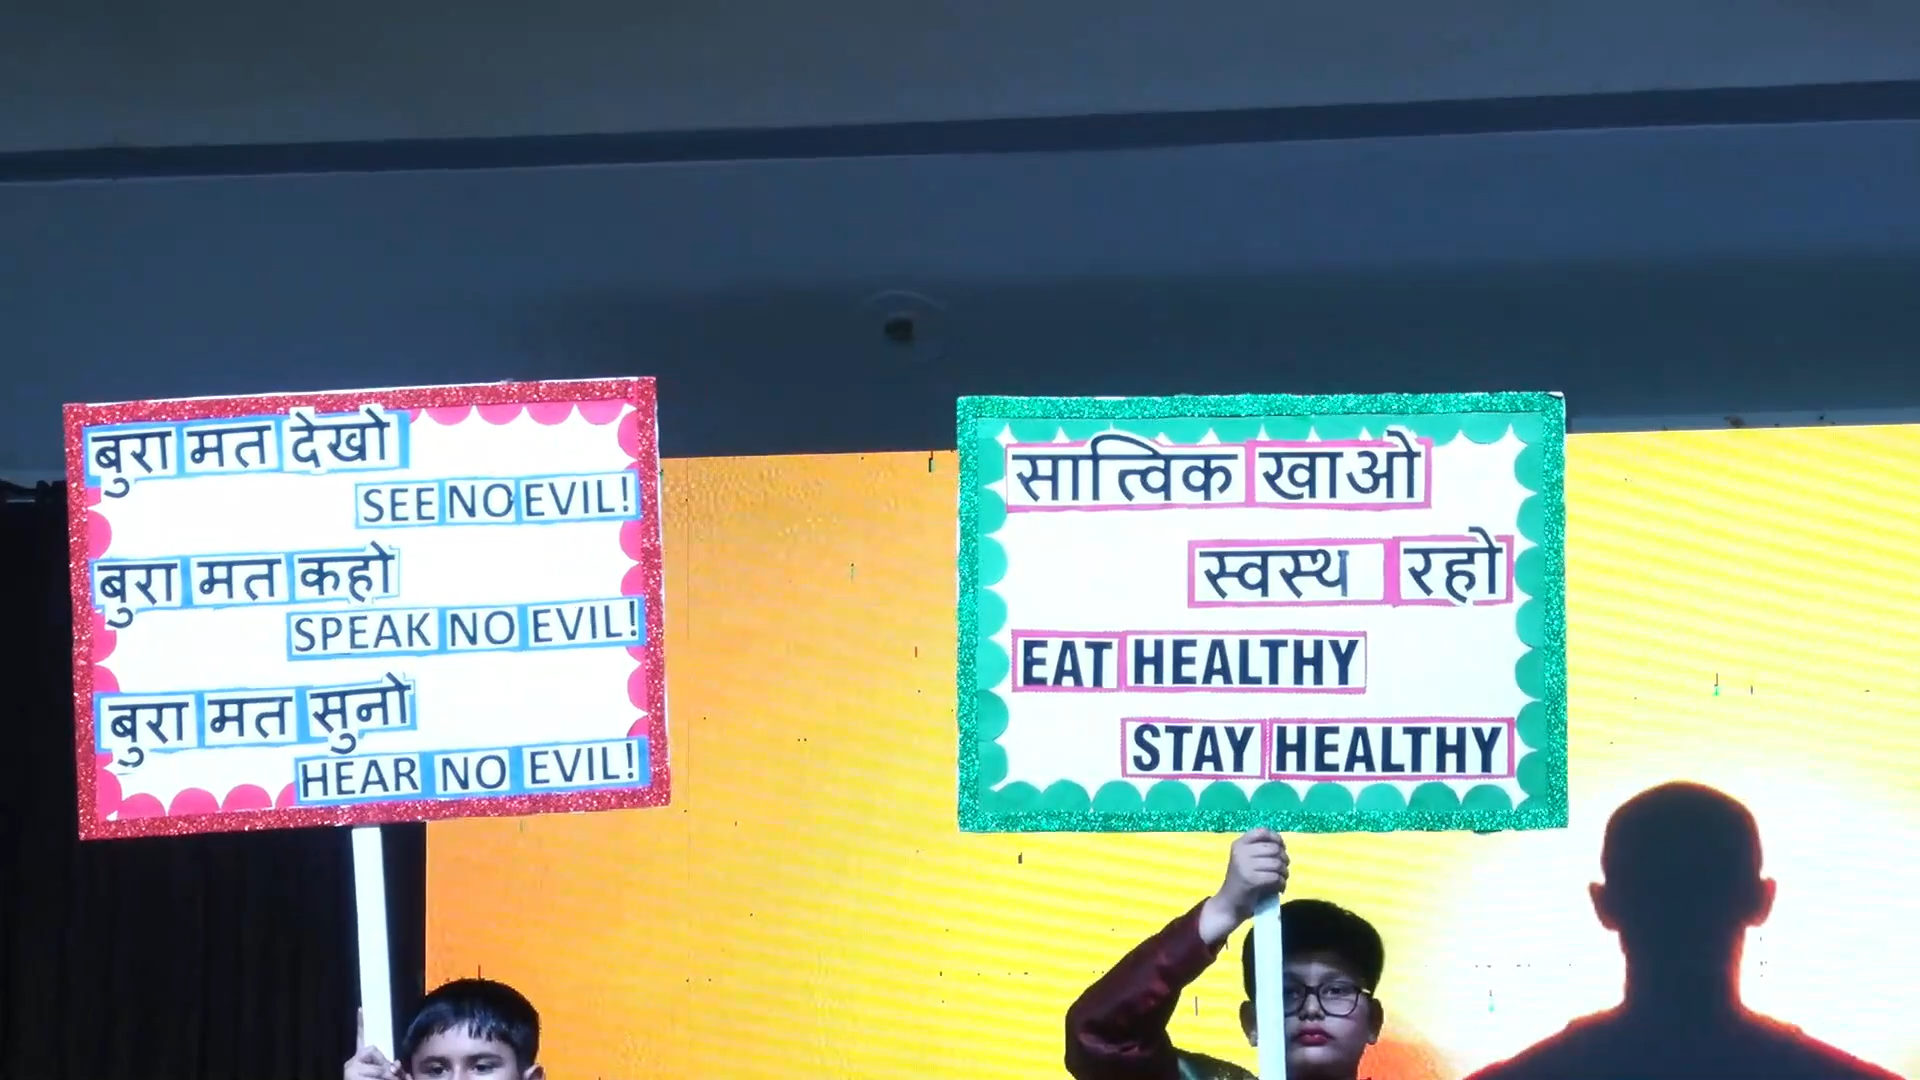 बुरा मत देखो
SEE NO EVIL!
बुरा मत कहो
SPEAK NO EVIL!
बुरा मत सुनो
HEAR NO EVIL!
सात्विक खाओ
स्वस्थ रहो
EAT HEALTHY
STAY HEALTHY